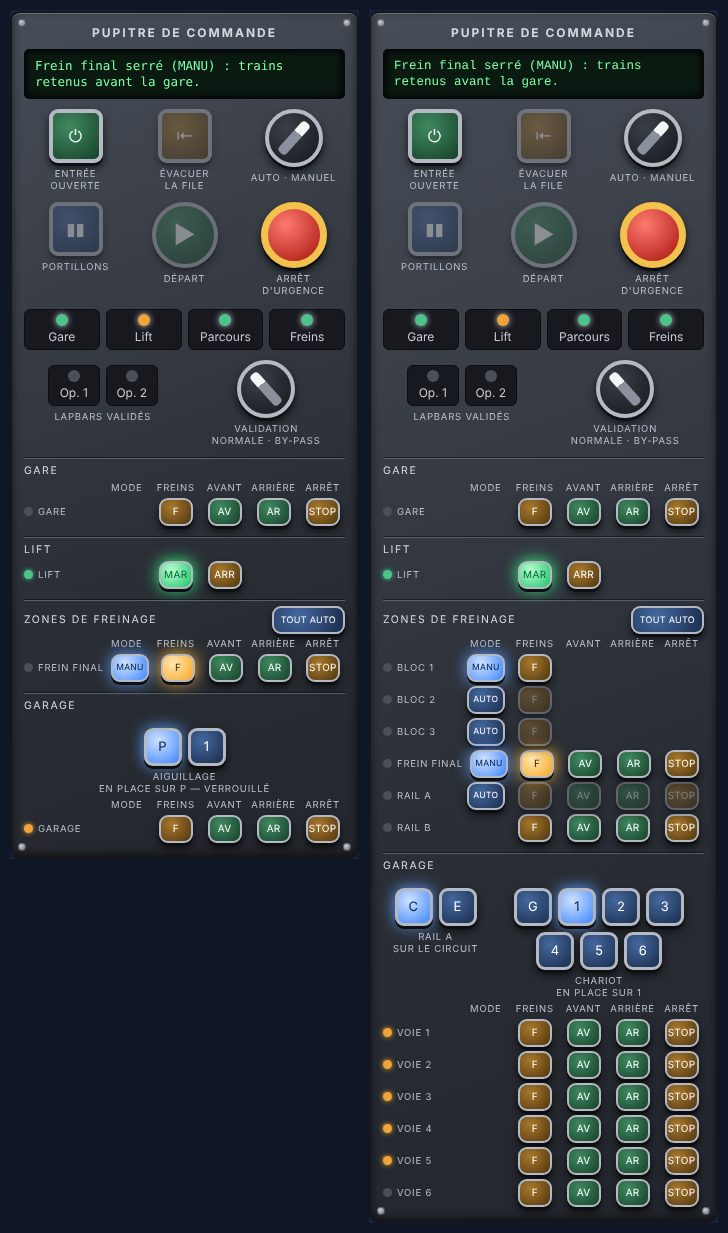 PUPITRE DE COMMANDE
Frein final serré (MANU) : trains
retenus avant la gare.
ENTRÉE
OUVERTE
ÉVACUER
LA FILE
AUTO · MANUEL
PORTILLONS
DÉPART
ARRÊT
D'URGENCE
Gare
Lift
Parcours
Freins
Op. 1
Op. 2
LAPBARS VALIDÉS
VALIDATION
NORMALE · BY-PASS
GARE
MODE FREINS AVANT ARRIÈRE ARRÊT
GARE F AV AR STOP
LIFT
LIFT MAR ARR
ZONES DE FREINAGE TOUT AUTO
MODE FREINS AVANT ARRIÈRE ARRÊT
FREIN FINAL MANU F AV AR STOP
GARAGE
P 1
AIGUILLAGE
EN PLACE SUR P — VERROUILLÉ
MODE FREINS AVANT ARRIÈRE ARRÊT
GARAGE F AV AR STOP
PUPITRE DE COMMANDE
Frein final serré (MANU) : trains
retenus avant la gare.
ENTRÉE
OUVERTE
ÉVACUER
LA FILE
AUTO · MANUEL
PORTILLONS
DÉPART
ARRÊT
D'URGENCE
Gare
Lift
Parcours
Freins
Op. 1
Op. 2
LAPBARS VALIDÉS
VALIDATION
NORMALE · BY-PASS
GARE
MODE FREINS AVANT ARRIÈRE ARRÊT
GARE F AV AR STOP
LIFT
LIFT MAR ARR
ZONES DE FREINAGE TOUT AUTO
MODE FREINS AVANT ARRIÈRE ARRÊT
BLOC 1 MANU F
BLOC 2 AUTO F
BLOC 3 AUTO F
FREIN FINAL MANU F AV AR STOP
RAIL A AUTO F AV AR STOP
RAIL B F AV AR STOP
GARAGE
C E
RAIL A
SUR LE CIRCUIT
G 1 2 3
4 5 6
CHARIOT
EN PLACE SUR 1
MODE FREINS AVANT ARRIÈRE ARRÊT
VOIE 1 F AV AR STOP
VOIE 2 F AV AR STOP
VOIE 3 F AV AR STOP
VOIE 4 F AV AR STOP
VOIE 5 F AV AR STOP
VOIE 6 F AV AR STOP